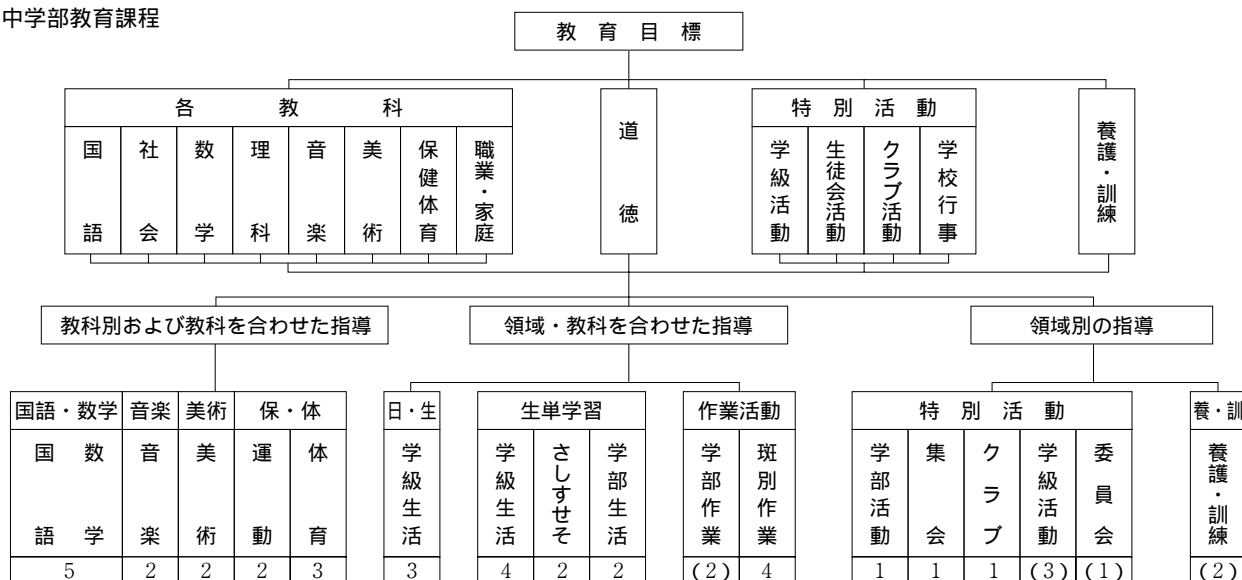 中学部教育課程
教育目標
各教科
国語
社会
数学
理科
音楽
美術
保健体育
職業・家庭
道徳
特別活動
学級活動
生徒会活動
クラブ活動
学校行事
養護・訓練
教科別および教科を合わせた指導
領域・教科を合わせた指導
領域別の指導
国語・数学
音楽
美術
保・体
国語
数学
音楽
美術
運動
体育
5
2
2
2
3
日・生
学級生活
3
生単学習
学級生活
さしすせそ
学部生活
4
2
2
作業活動
学部作業
班別作業
(2)
4
特別活動
学部活動
集会
クラブ
学級活動
委員会
1
1
1
(3)
(1)
養・訓
養護・訓練
(2)